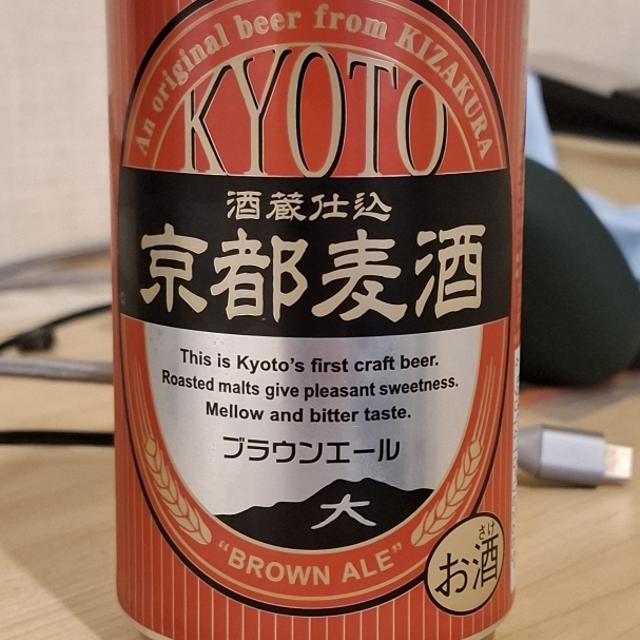 An original beer from KIZAKURA
KYOTO
酒蔵仕込
京都麦酒
This is Kyoto's first craft beer.
Roasted malts give pleasant sweetness.
Mellow and bitter taste.
ブラウンエール
大
"BROWN ALE"
さけ
お酒